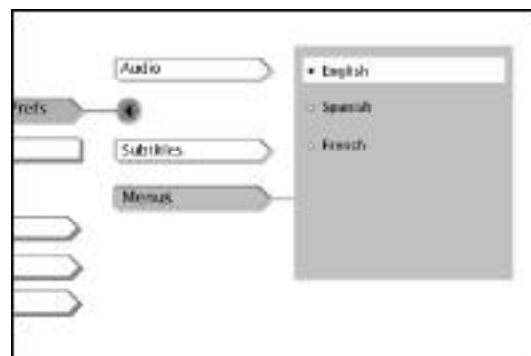 Audio
Prefs
Subtitles
Menus
English
Spanish
French